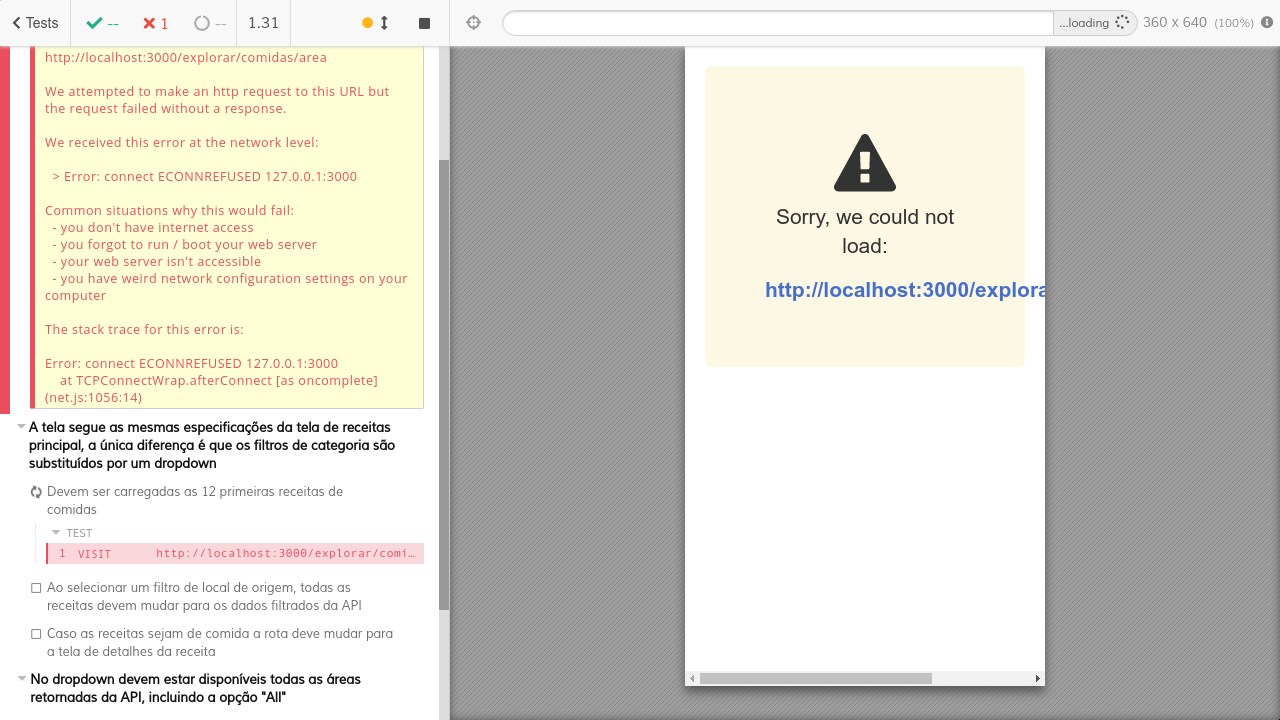 Tests
--
1
--
1.31
...loading
360 x 640 (100%)
http://localhost:3000/explorar/comidas/area
We attempted to make an http request to this URL but
the request failed without a response.
We received this error at the network level:
> Error: connect ECONNREFUSED 127.0.0.1:3000
Common situations why this would fail:
- you don't have internet access
- you forgot to run / boot your web server
- your web server isn't accessible
- you have weird network configuration settings on your
computer
The stack trace for this error is:
Error: connect ECONNREFUSED 127.0.0.1:3000
at TCPConnectWrap.afterConnect [as oncomplete]
(net.js:1056:14)
A tela segue as mesmas especificações da tela de receitas
principal, a única diferença é que os filtros de categoria são
substituídos por um dropdown
Devem ser carregadas as 12 primeiras receitas de
comidas
TEST
1 VISIT http://localhost:3000/explorar/comi…
Ao selecionar um filtro de local de origem, todas as
receitas devem mudar para os dados filtrados da API
Caso as receitas sejam de comida a rota deve mudar para
a tela de detalhes da receita
No dropdown devem estar disponíveis todas as áreas
retornadas da API, incluindo a opção "All"
Sorry, we could not
load:
http://localhost:3000/explora